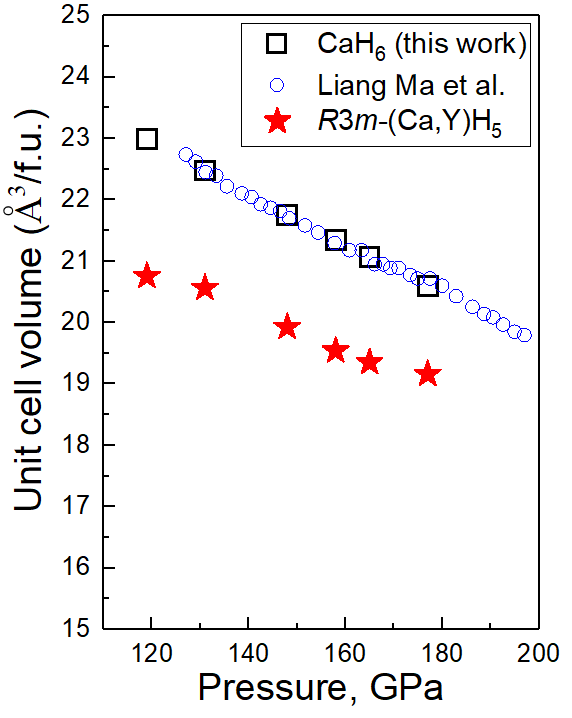 CaH6 (this work)
Liang Ma et al.
R3m-(Ca,Y)H5
Unit cell volume (Å3/f.u.)
25
24
23
22
21
20
19
18
17
16
15
120 140 160 180 200
Pressure, GPa